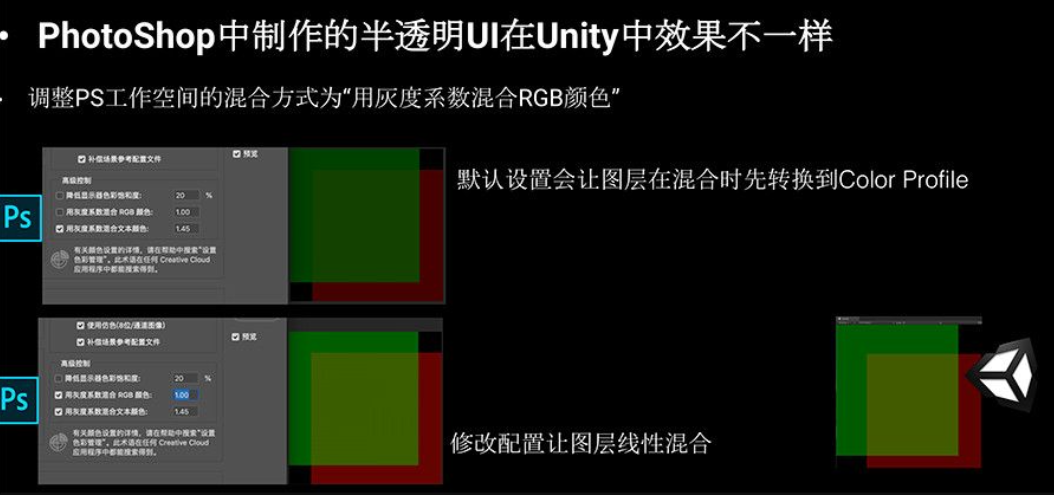 • PhotoShop中制作的半透明UI在Unity中效果不一样
• 调整PS工作空间的混合方式为“用灰度系数混合RGB颜色”
补偿场景参考配置文件
预览
高级控制
降低显示器色彩饱和度: 20 %
用灰度系数混合 RGB 颜色: 1.00
用灰度系数混合文本颜色: 1.45
有关颜色设置的详情，请在帮助中搜索“设置
色彩管理”。此术语在任何 Creative Cloud
应用程序中都能搜索得到。
Ps
默认设置会让图层在混合时先转换到Color Profile
使用仿色(8位/通道图像)
补偿场景参考配置文件
预览
高级控制
降低显示器色彩饱和度: 20 %
用灰度系数混合 RGB 颜色: 1.00
用灰度系数混合文本颜色: 1.45
有关颜色设置的详情，请在帮助中搜索“设置
色彩管理”。此术语在任何 Creative Cloud
应用程序中都能搜索得到。
Ps
修改配置让图层线性混合